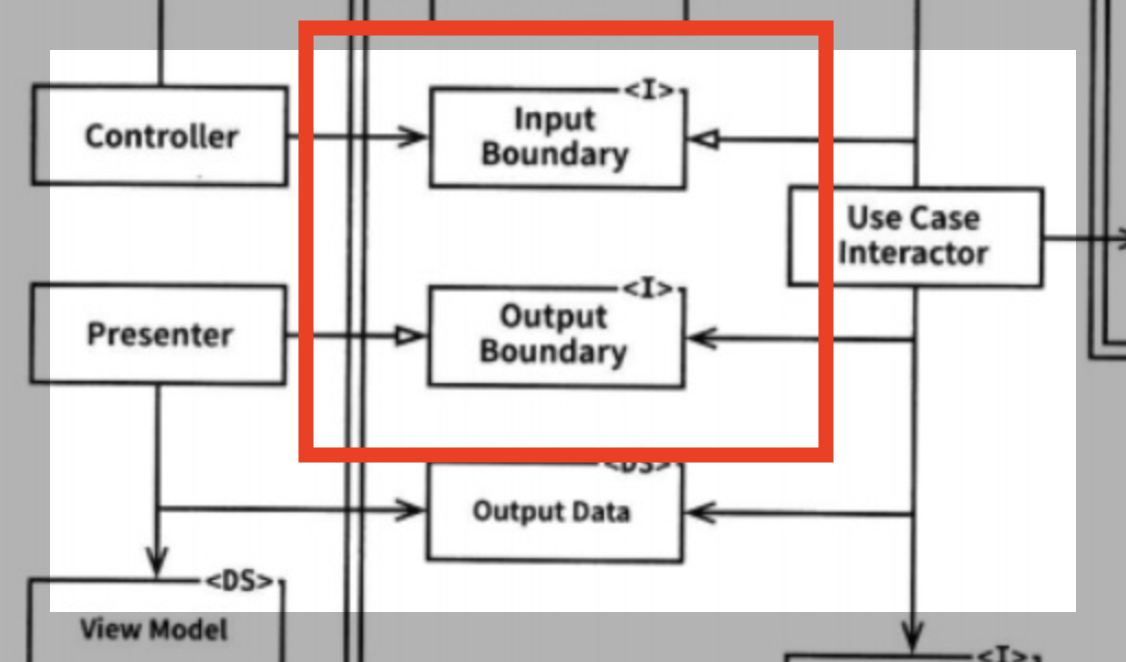 <I>
Controller
Input
Boundary
Use Case
Interactor
<I>
Presenter
Output
Boundary
<DS>
Output Data
<DS>
View Model
<I>